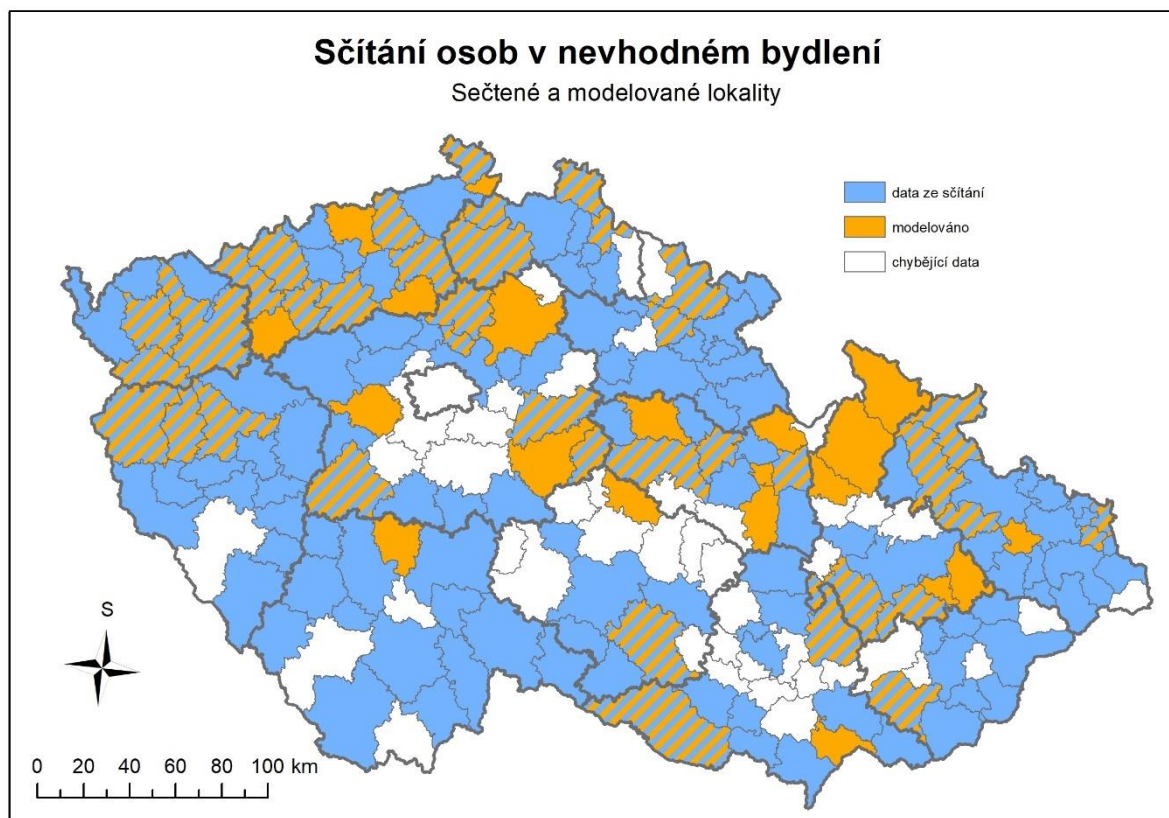 Sčítání osob v nevhodném bydlení
Sečtené a modelované lokality
data ze sčítání
modelováno
chybějící data
S
0 20 40 60 80 100 km